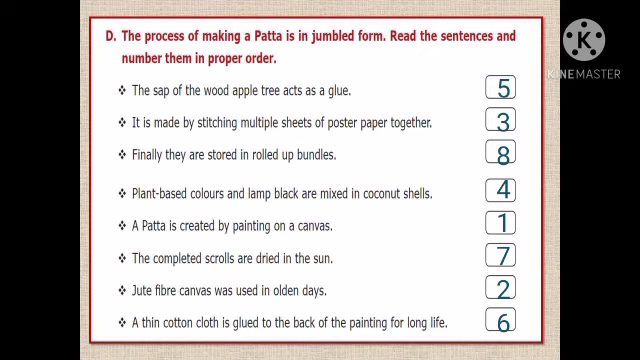 D. The process of making a Patta is in jumbled form. Read the sentences and
number them in proper order.
❖ The sap of the wood apple tree acts as a glue. 5
❖ It is made by stitching multiple sheets of poster paper together. 3
❖ Finally they are stored in rolled up bundles. 8
❖ Plant-based colours and lamp black are mixed in coconut shells. 4
❖ A Patta is created by painting on a canvas. 1
❖ The completed scrolls are dried in the sun. 7
❖ Jute fibre canvas was used in olden days. 2
❖ A thin cotton cloth is glued to the back of the painting for long life. 6
K
KINEMASTER